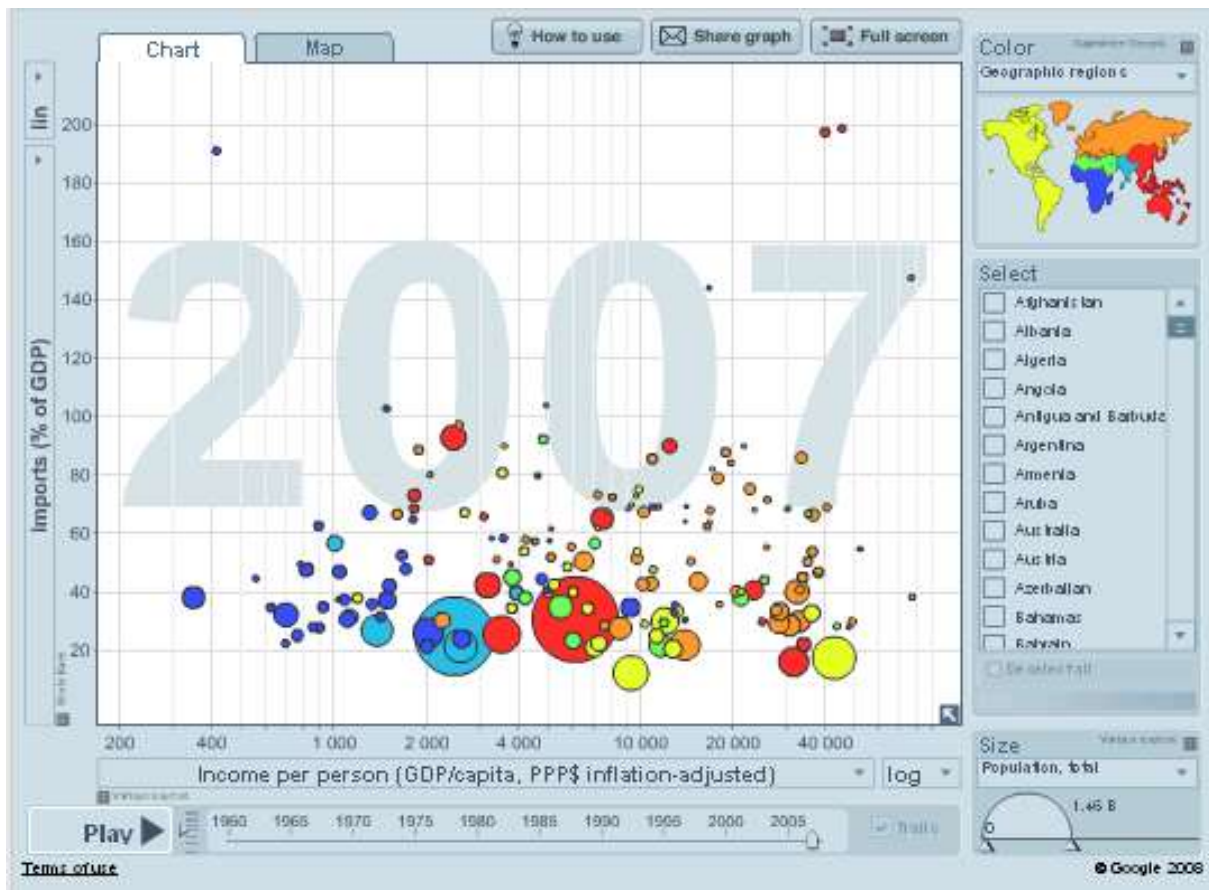 Chart
Map
How to use
Share graph
Full screen
Color
Geographic regions
lin
Imports (% of GDP)
200
180
160
140
120
100
80
60
40
20
2007
Select
Afghanistan
Albania
Algeria
Angola
Antigua and Barbuda
Argentina
Armenia
Aruba
Australia
Austria
Azerbaijan
Bahamas
Bahrain
Deselect all
200
400
1 000
2 000
4 000
10 000
20 000
40 000
Income per person (GDP/capita, PPP$ inflation-adjusted)
log
Size
Population, total
1.45 B
0
Play
1960
1965
1970
1975
1980
1985
1990
1995
2000
2005
Trails
Terms of use
© Google 2008